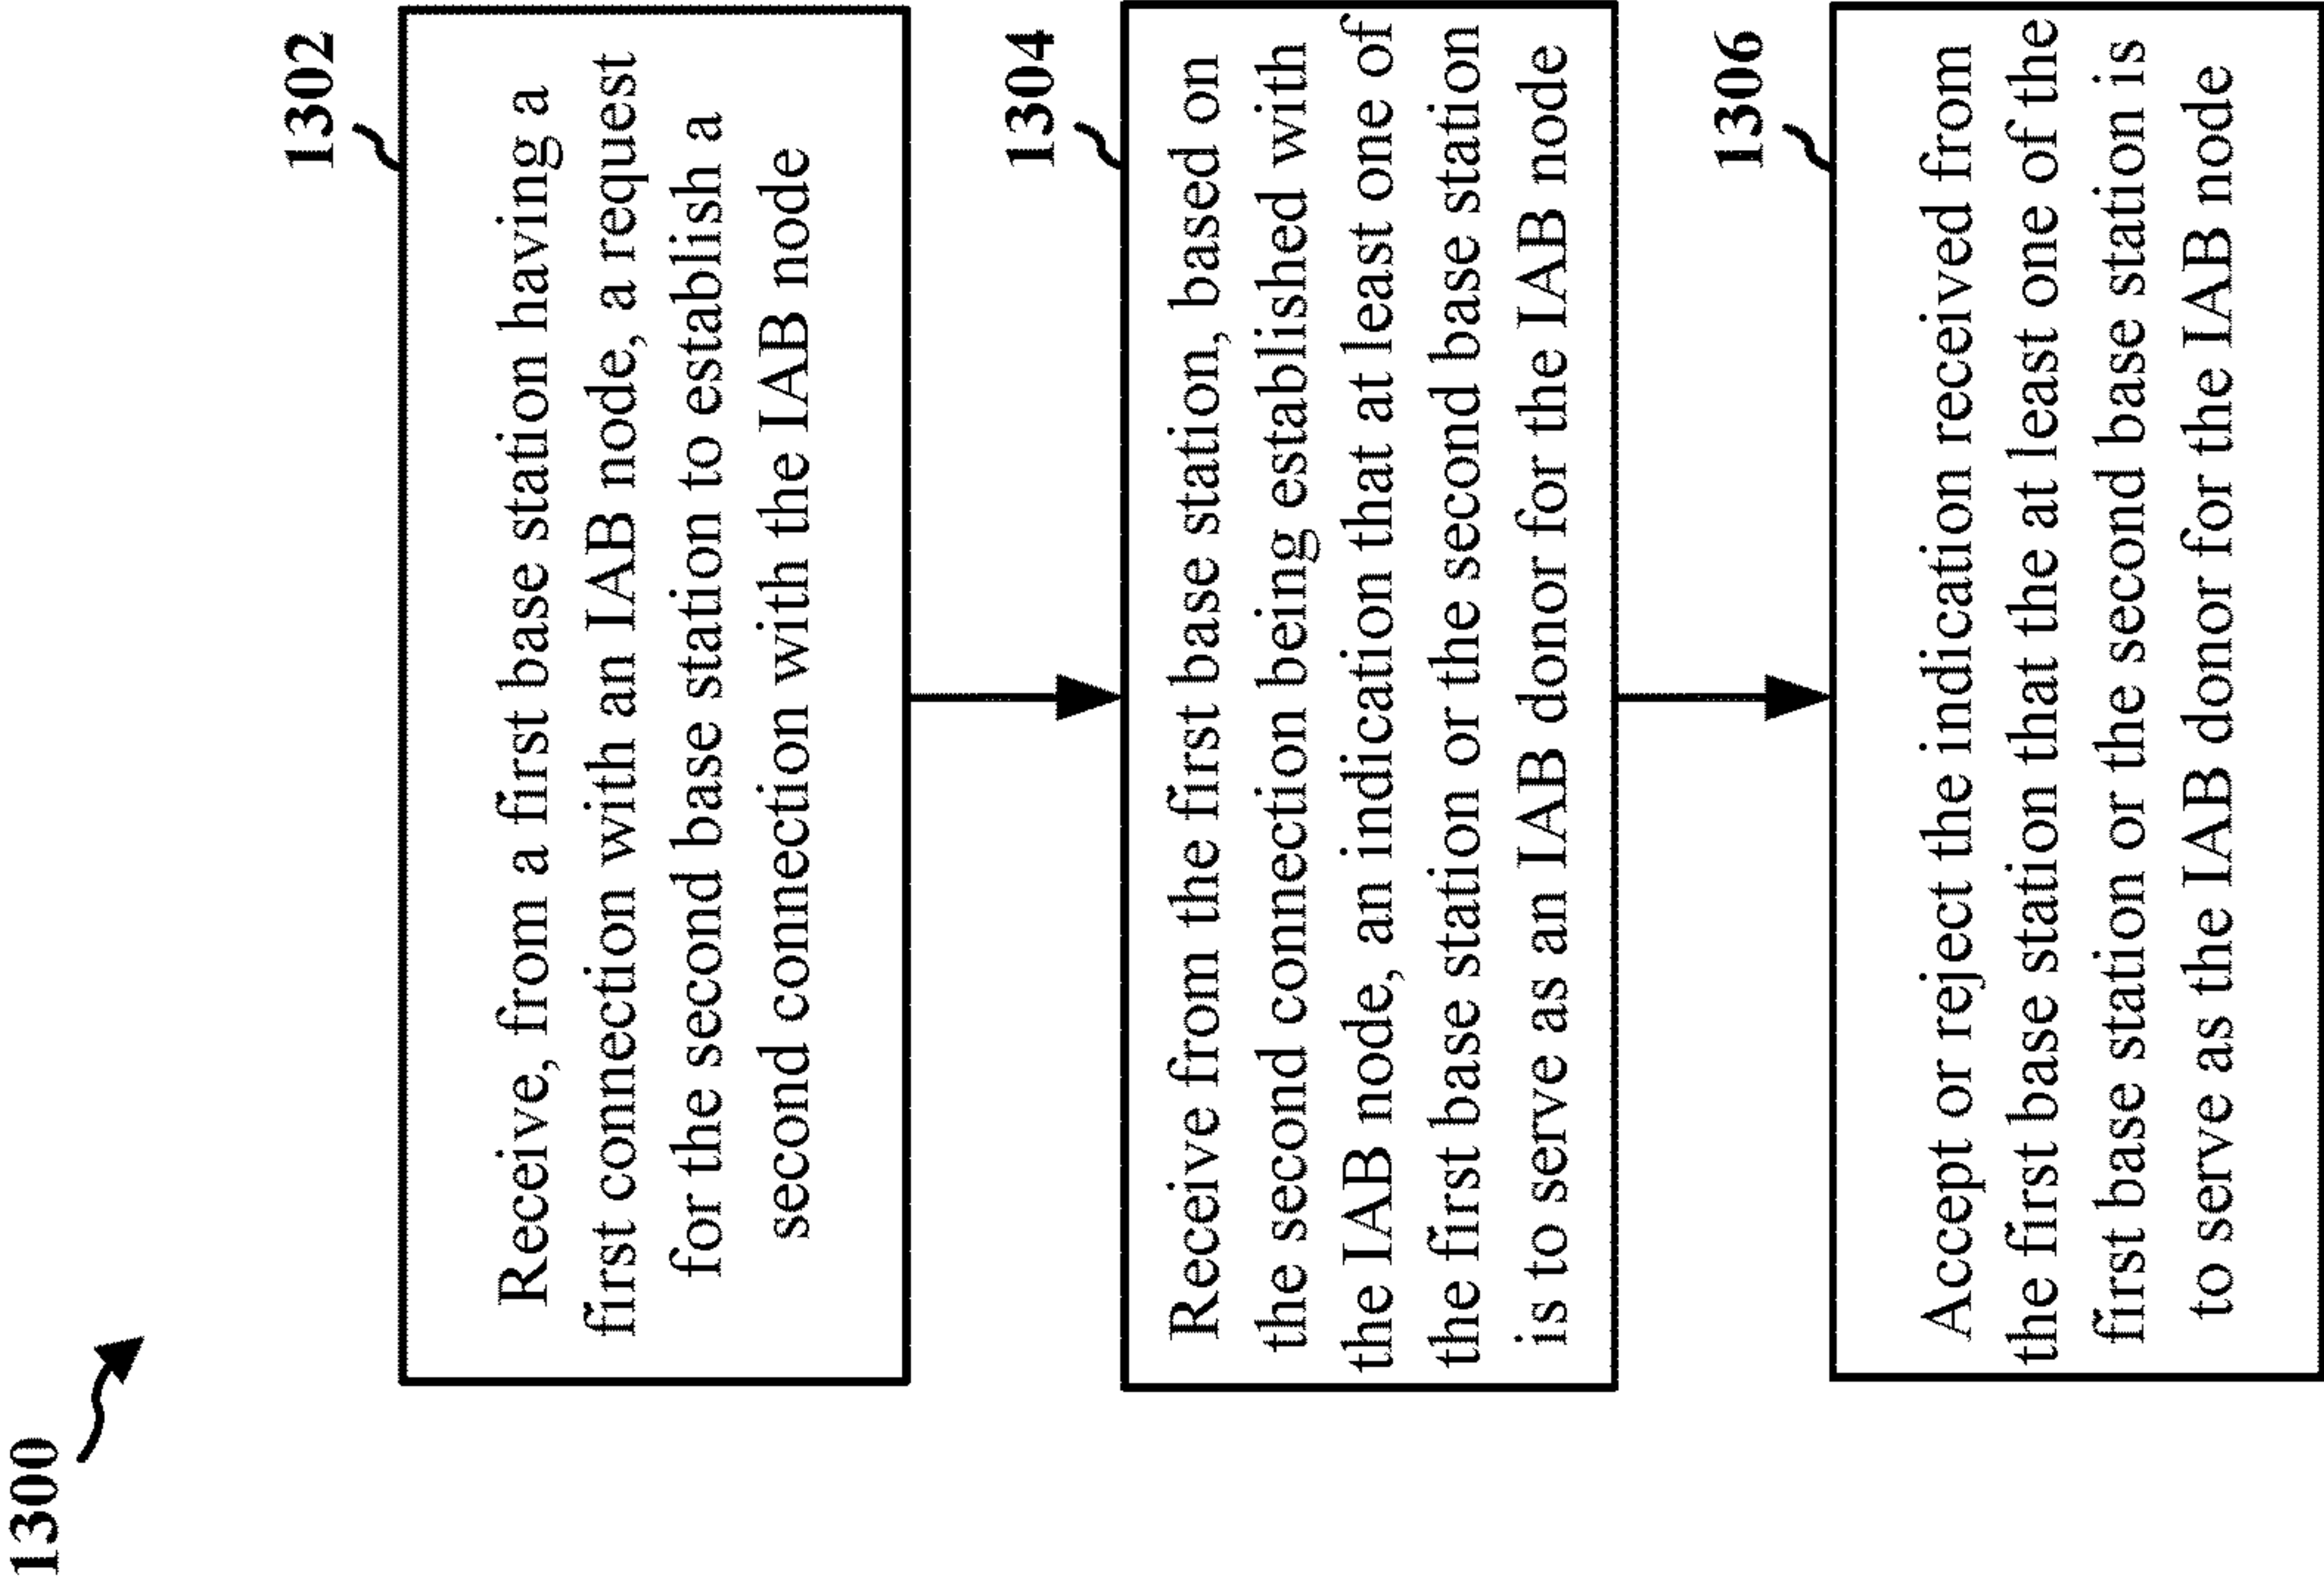 1300
1302
Receive, from a first base station having a
first connection with an IAB node, a request
for the second base station to establish a
second connection with the IAB node
1304
Receive from the first base station, based on
the second connection being established with
the IAB node, an indication that at least one of
the first base station or the second base station
is to serve as an IAB donor for the IAB node
1306
Accept or reject the indication received from
the first base station that the at least one of the
first base station or the second base station is
to serve as the IAB donor for the IAB node